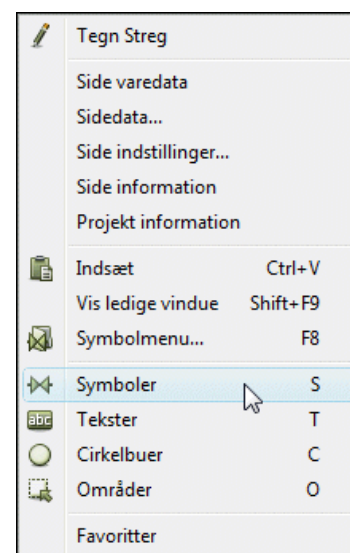 Tegn Streg
Side varedata
Sidedata...
Side indstillinger...
Side information
Projekt information
Indsæt Ctrl+V
Vis ledige vindue Shift+F9
Symbolmenu... F8
Symboler S
abc Tekster T
Cirkelbuer C
Områder O
Favoritter